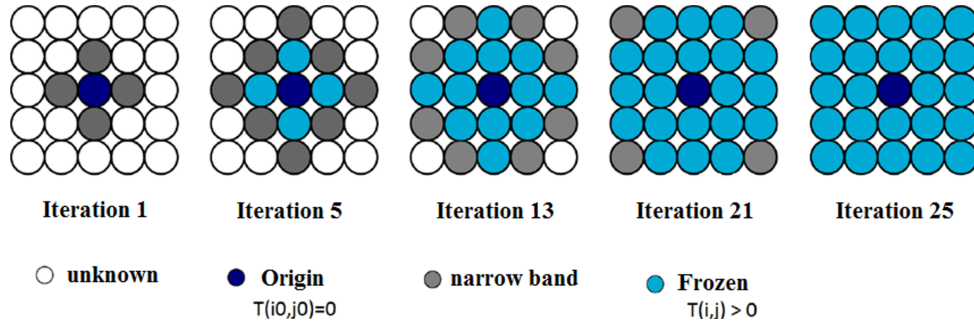 Iteration 1
Iteration 5
Iteration 13
Iteration 21
Iteration 25
unknown
Origin
narrow band
Frozen
T(i0,j0)=0
T(i,j) > 0